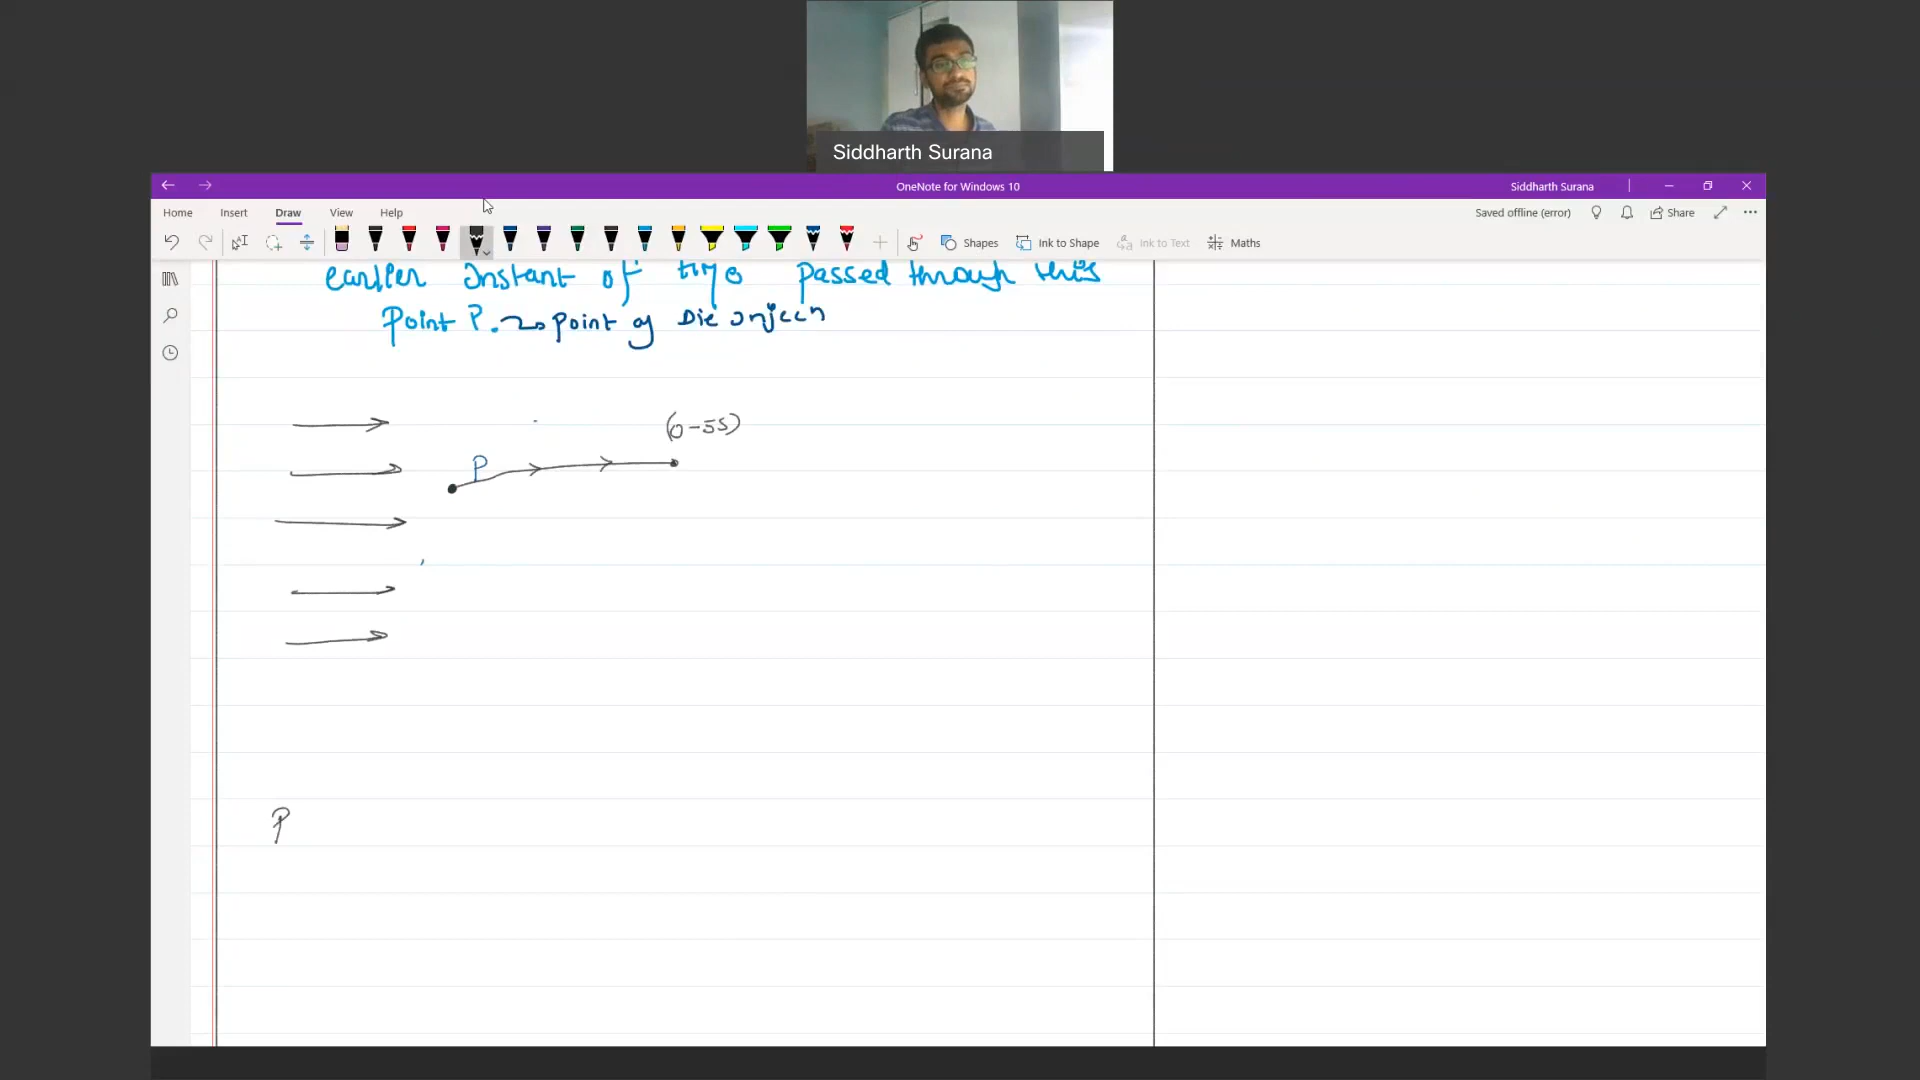 Siddharth Surana
OneNote for Windows 10
Siddharth Surana
Home Insert Draw View Help
Saved offline (error)
Share
Shapes
Ink to Shape
Ink to Text
Maths
earlier instant of time passed through this
point P. point of Die
(0-5s)
P
P